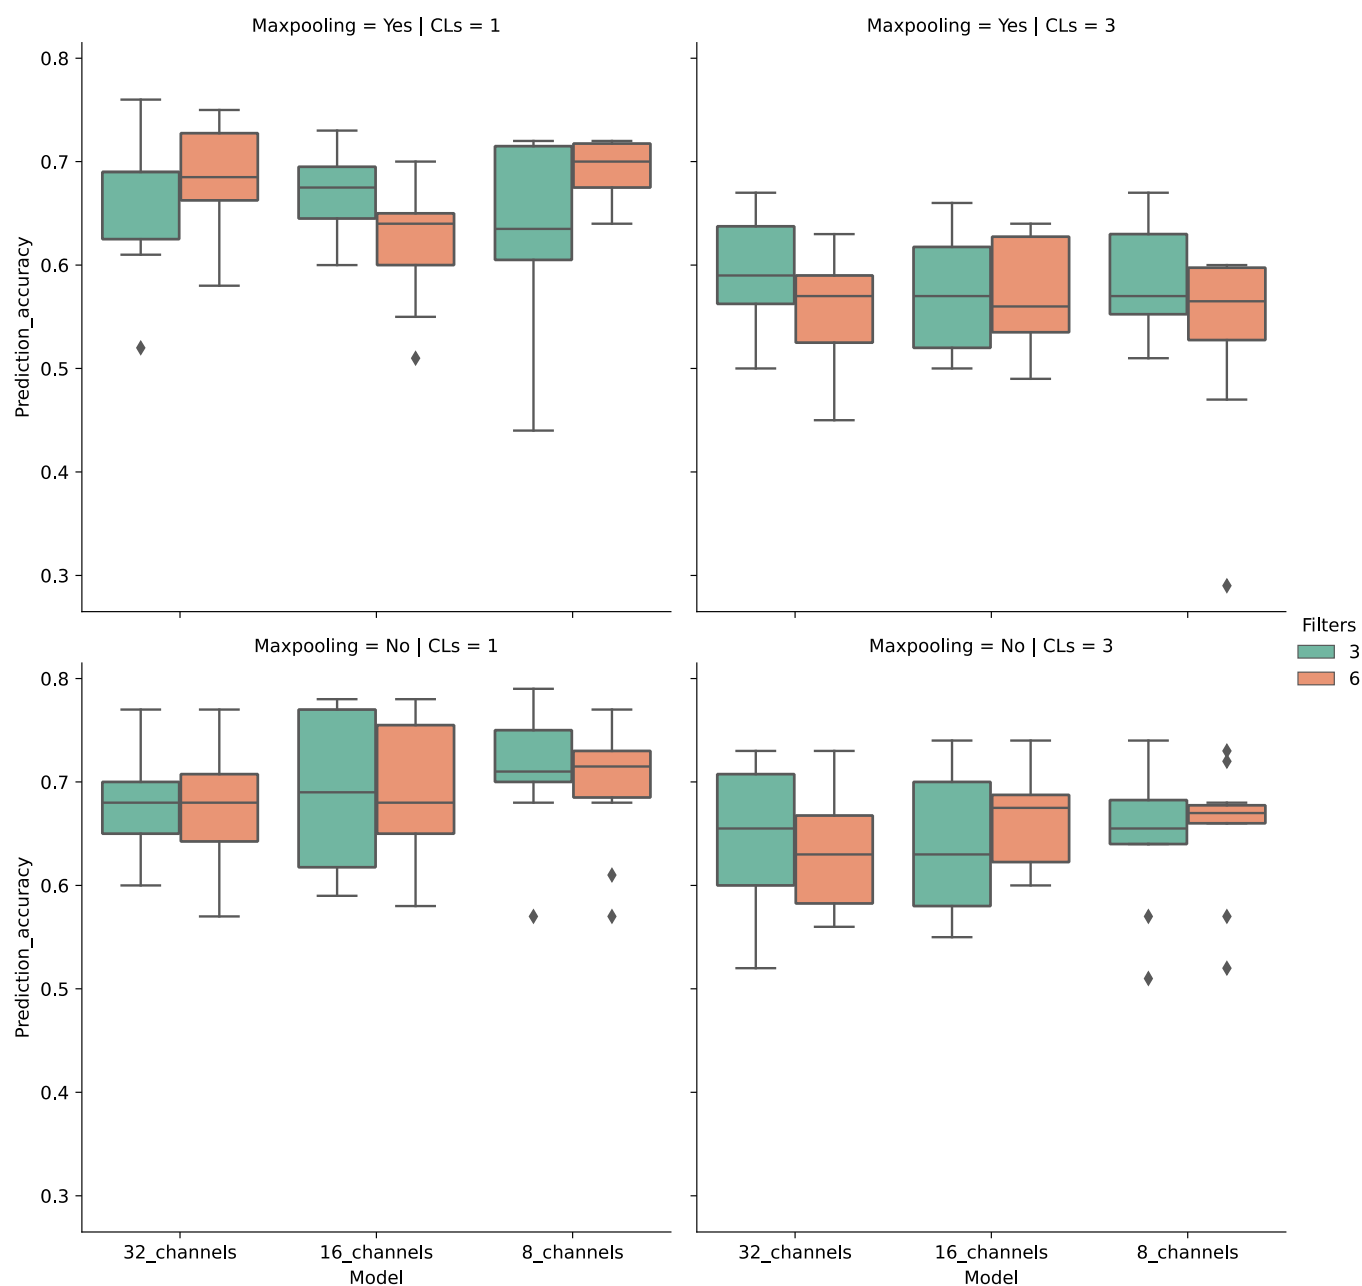 Maxpooling = Yes | CLs = 1
Maxpooling = Yes | CLs = 3
0.8
0.7
0.6
0.5
0.4
0.3
Prediction_accuracy
Maxpooling = No | CLs = 1
Maxpooling = No | CLs = 3
Filters
3
6
0.8
0.7
0.6
0.5
0.4
0.3
Prediction_accuracy
32_channels 16_channels 8_channels
Model
32_channels 16_channels 8_channels
Model